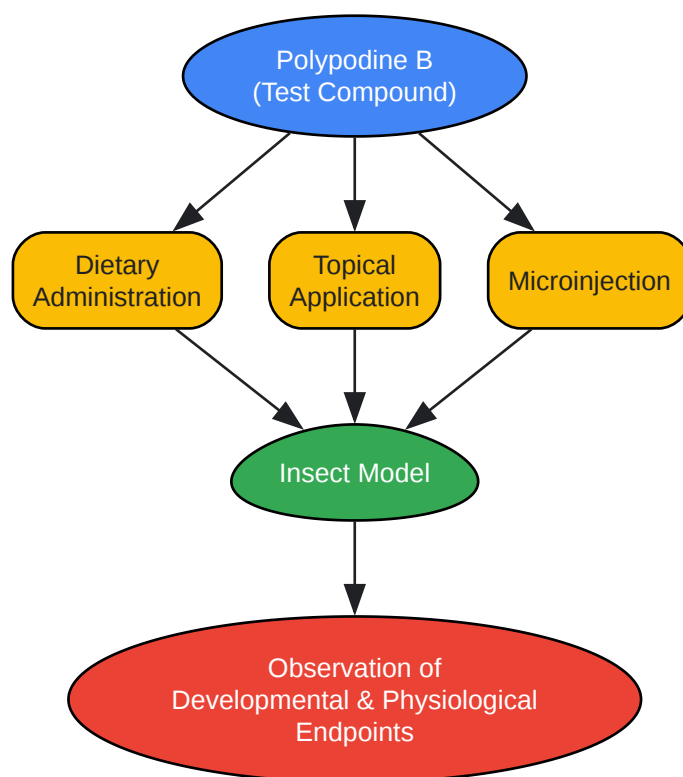 Polypodine B
(Test Compound)
Dietary
Administration
Topical
Application
Microinjection
Insect Model
Observation of
Developmental & Physiological
Endpoints